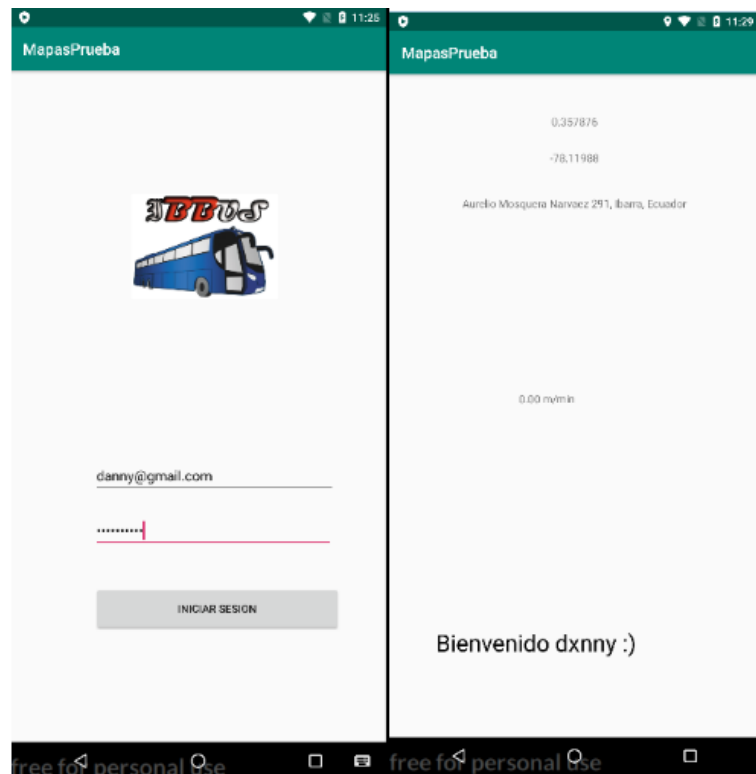 11:25
MapasPrueba
IBBUS
danny@gmail.com
••••••••••
INICIAR SESION
free for personal use
11:29
MapasPrueba
0.357876
-78.11988
Aurelio Mosquera Narvaez 291, Ibarra, Ecuador
0.00 m/min
Bienvenido dxnny :)
free for personal use